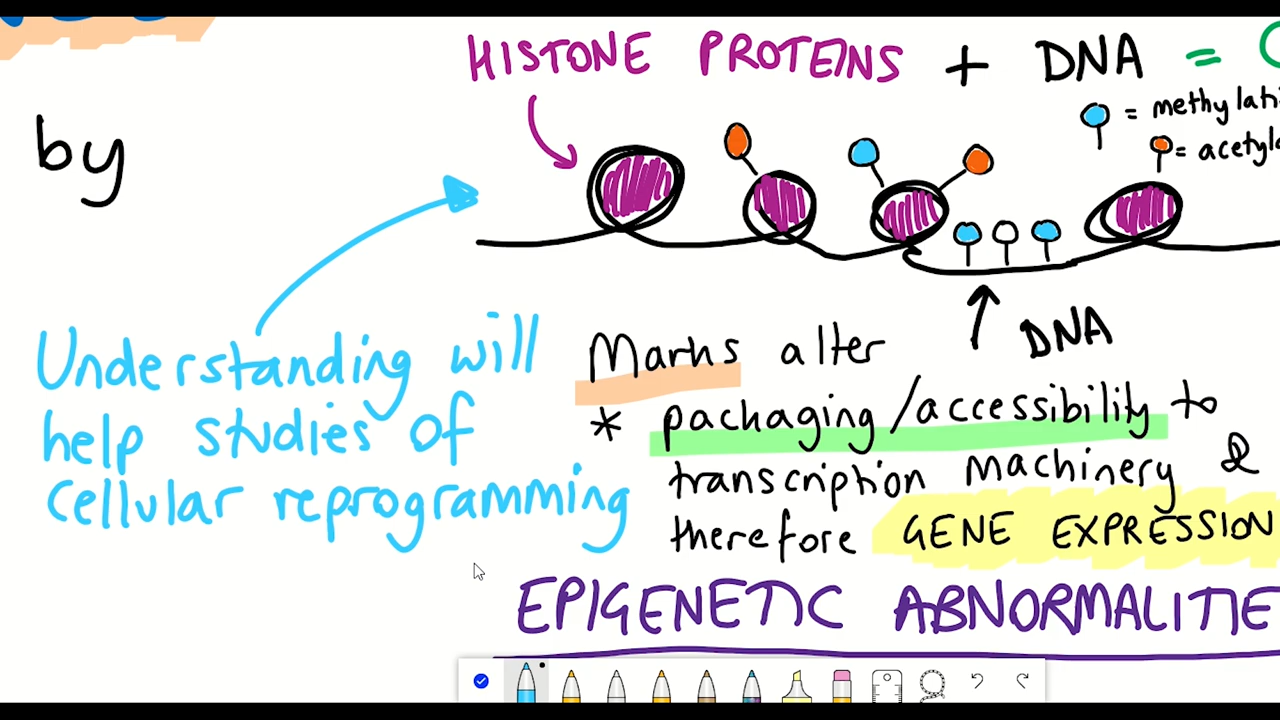 HISTONE PROTEINS + DNA =
= methylati
= acetyla
by
DNA
Understanding will
help studies of
cellular reprogramming
Marks alter
* packaging/accessibility to
transcription machinery &
therefore GENE EXPRESSION
EPIGENETIC ABNORMALITIE